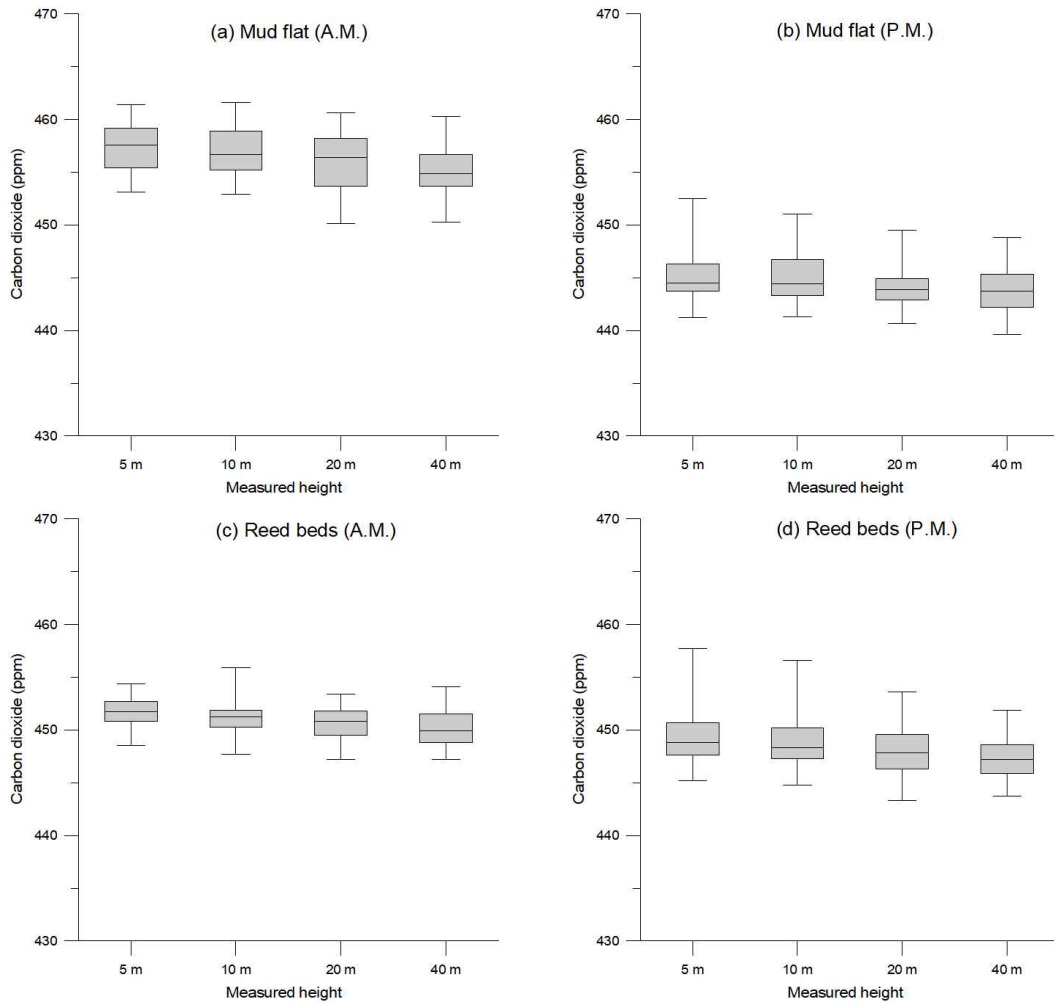 (a) Mud flat (A.M.)
470
460
450
440
430
Carbon dioxide (ppm)
5 m 10 m 20 m 40 m
Measured height
(b) Mud flat (P.M.)
470
460
450
440
430
Carbon dioxide (ppm)
5 m 10 m 20 m 40 m
Measured height
(c) Reed beds (A.M.)
470
460
450
440
430
Carbon dioxide (ppm)
5 m 10 m 20 m 40 m
Measured height
(d) Reed beds (P.M.)
470
460
450
440
430
Carbon dioxide (ppm)
5 m 10 m 20 m 40 m
Measured height